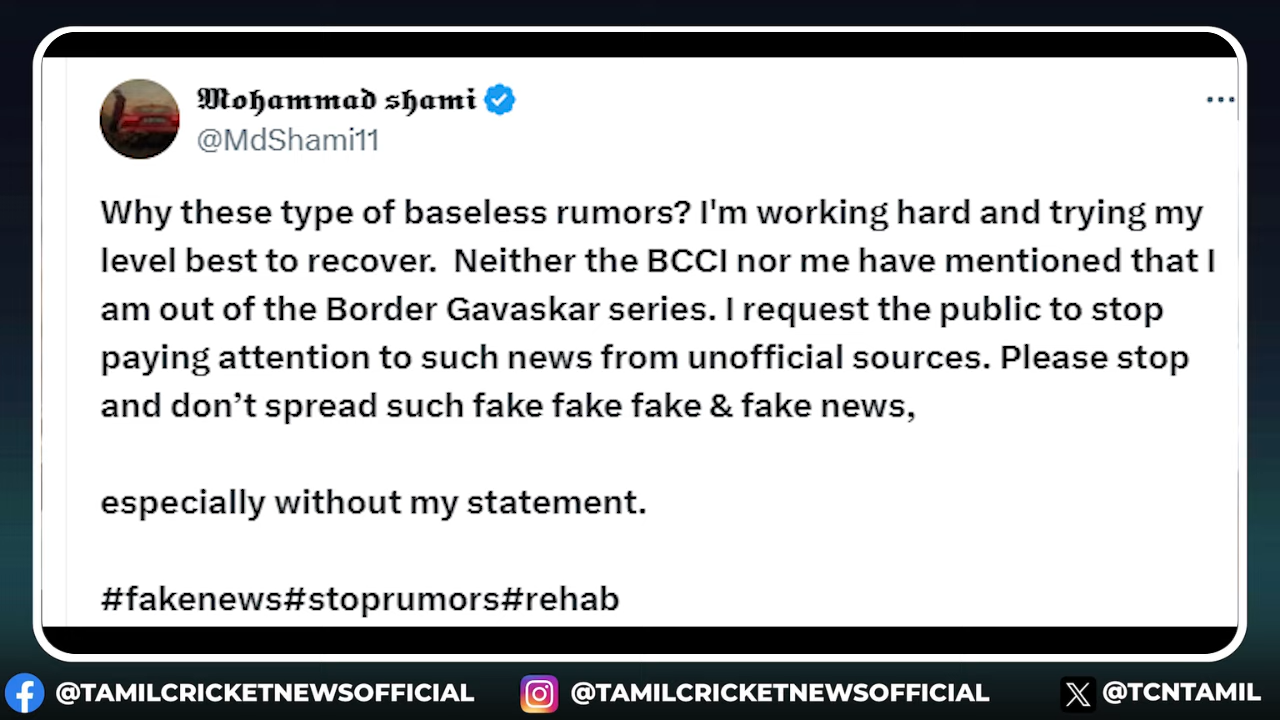 Mohammad shami
@MdShami11
Why these type of baseless rumors? I'm working hard and trying my
level best to recover.  Neither the BCCI nor me have mentioned that I
am out of the Border Gavaskar series. I request the public to stop
paying attention to such news from unofficial sources. Please stop
and don’t spread such fake fake fake & fake news,
especially without my statement.
#fakenews#stoprumors#rehab
@TAMILCRICKETNEWSOFFICIAL @TAMILCRICKETNEWSOFFICIAL @TCNTAMIL